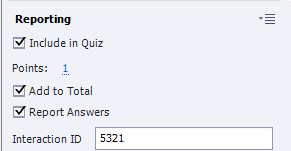 Reporting
Include in Quiz
Points: 1
Add to Total
Report Answers
Interaction ID 5321